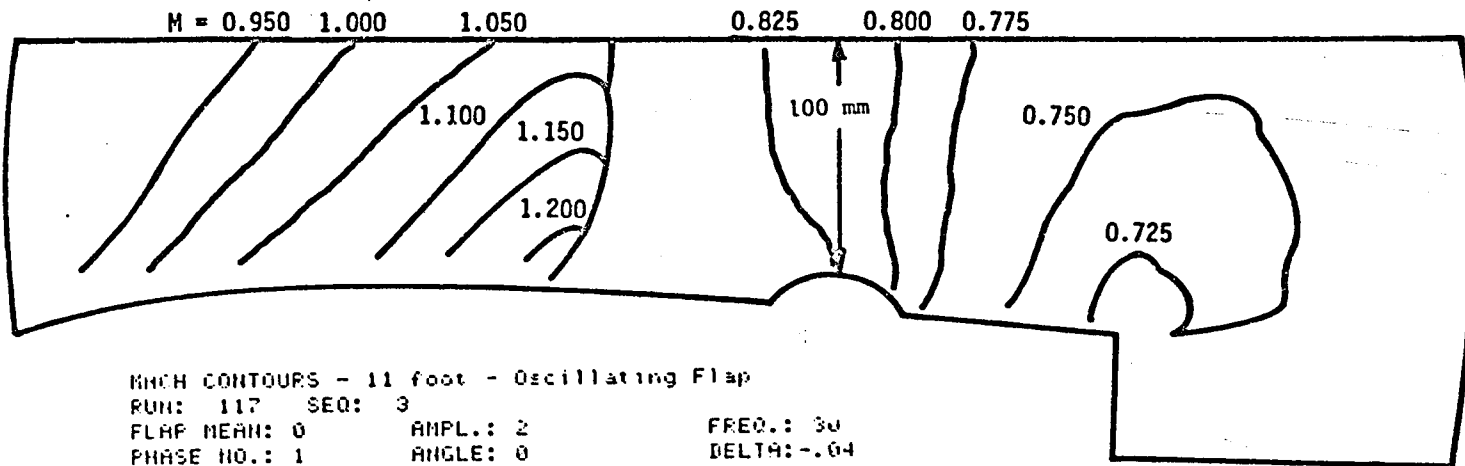 M = 0.950 1.000 1.050 0.825 0.800 0.775
100 mm
1.100
0.750
1.150
1.200
0.725
MACH CONTOURS - 11 foot - Oscillating Flap
RUN: 117 SEQ: 3
FLAP MEAN: 0 AMPL.: 2 FREQ.: 30
PHASE NO.: 1 ANGLE: 0 DELTA:-.04